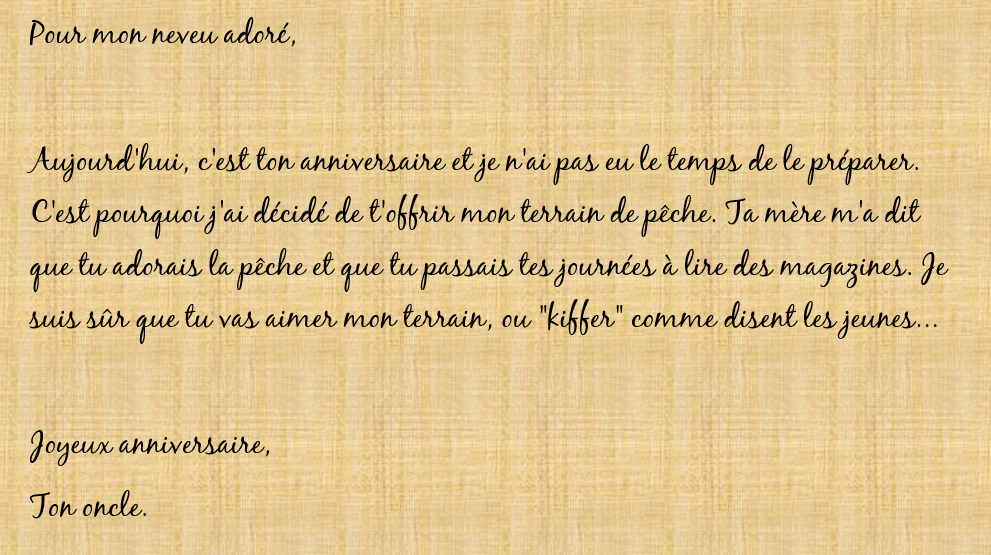 Pour mon neveu adoré,
Aujourd'hui, c'est ton anniversaire et je n'ai pas eu le temps de le préparer.
C'est pourquoi j'ai décidé de t'offrir mon terrain de pêche. Ta mère m'a dit
que tu adorais la pêche et que tu passais tes journées à lire des magazines. Je
suis sûr que tu vas aimer mon terrain, ou "kiffer" comme disent les jeunes...
Joyeux anniversaire,
Ton oncle.